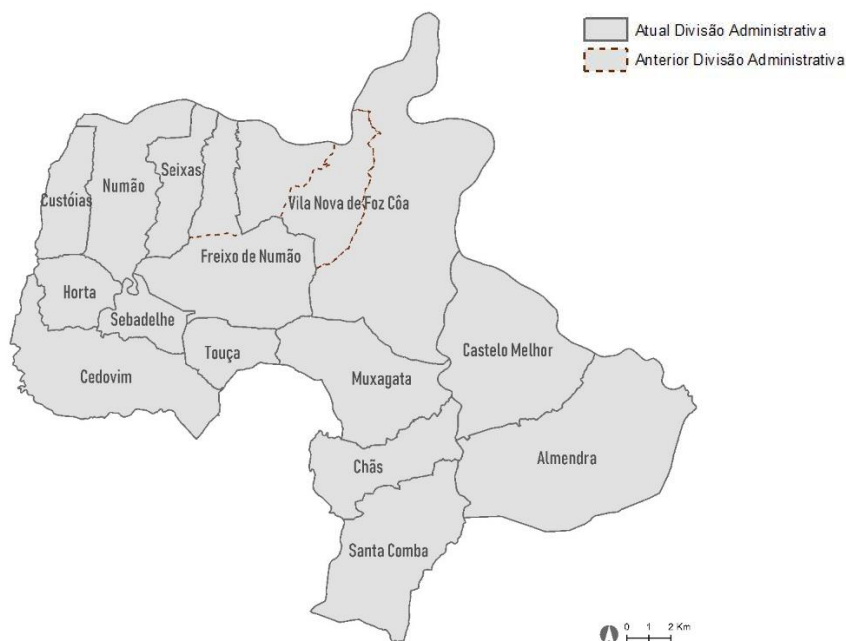 Atual Divisão Administrativa
Anterior Divisão Administrativa
Seixas
Numão
Custóias
Vila Nova de Foz Côa
Freixo de Numão
Horta
Sebadelhe
Touça
Castelo Melhor
Cedovim
Muxagata
Almendra
Chãs
Santa Comba
0 1 2 Km